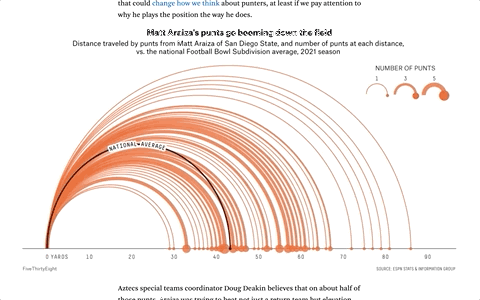 that could change how we think about punters, at least if we pay attention to
why he plays the position the way he does.
Matt Araiza's punts go booming down the field
Distance traveled by punts from Matt Araiza of San Diego State, and number of punts at each distance,
vs. the national Football Bowl Subdivision average, 2021 season
NUMBER OF PUNTS
1 3 5
NATIONAL AVERAGE
0 YARDS 10 20 30 40 50 60 70 80 90
FiveThirtyEight
SOURCE: ESPN STATS & INFORMATION GROUP
Aztecs special teams coordinator Doug Deakin believes that on about half of
those punts, Araiza was trying to beat not just a return team but elevation